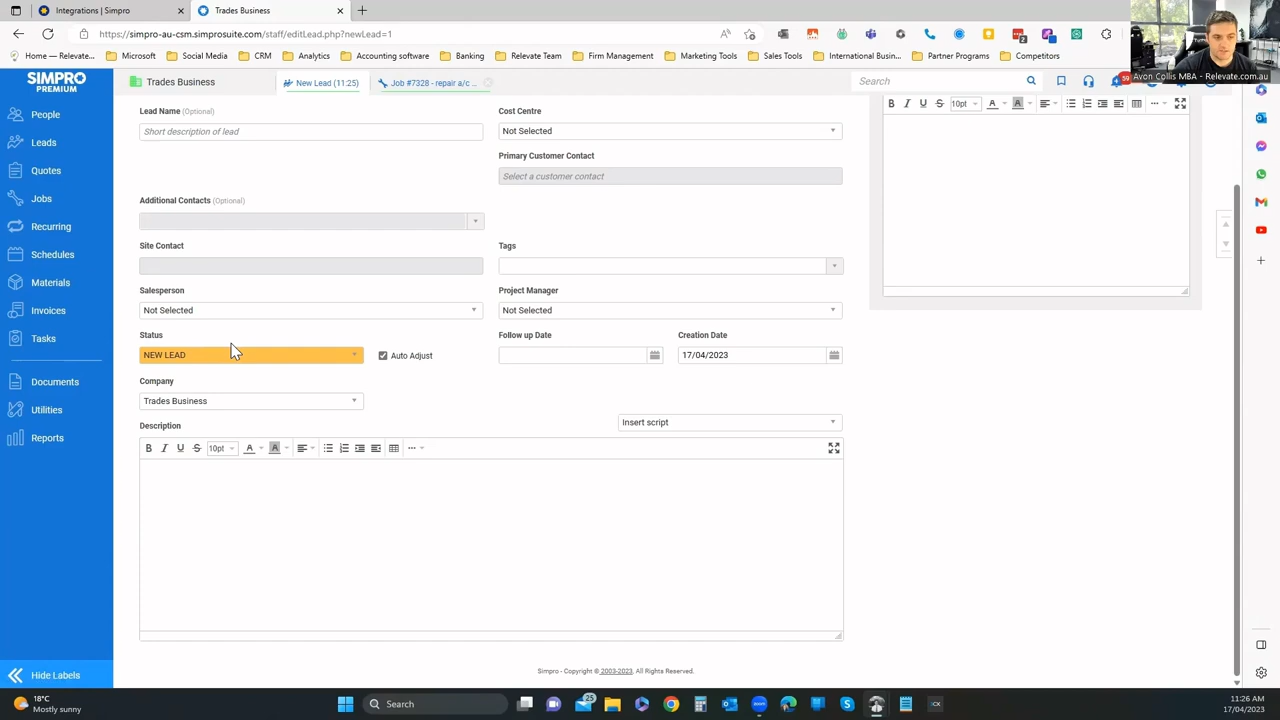 Integrations | Simpro
Trades Business
https://simpro-au-csm.simprosuite.com/staff/editLead.php?newLead=1
Home — Relevate...
Microsoft
Social Media
CRM
Analytics
Accounting software
Banking
Relevate Team
Firm Management
Marketing Tools
Sales Tools
International Busi...
Partner Programs
Competitors
Avon Collis MBA - Relevate.com.au
SIMPRO
PREMIUM
Trades Business
New Lead (11:25)
Job #7328 - repair a/c ...
Search
59
People
Leads
Quotes
Jobs
Recurring
Schedules
Materials
Invoices
Tasks
Documents
Utilities
Reports
Hide Labels
Lead Name (Optional)
Short description of lead
Cost Centre
Not Selected
Primary Customer Contact
Select a customer contact
Additional Contacts (Optional)
Site Contact
Tags
Salesperson
Not Selected
Project Manager
Not Selected
Status
NEW LEAD
Auto Adjust
Follow up Date
Creation Date
17/04/2023
Company
Trades Business
Description
Insert script
B I U S 10pt A A
B I U S 10pt A A
Simpro - Copyright © 2003-2023, All Rights Reserved.
18°C
Mostly sunny
Search
25
11:26 AM
17/04/2023